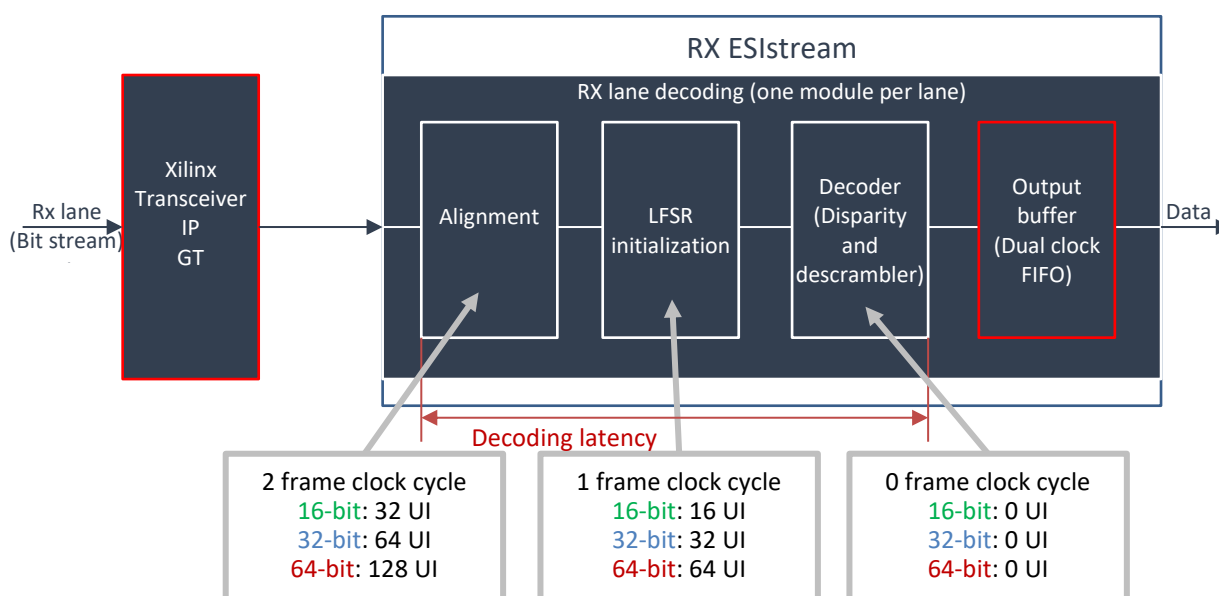 RX ESIstream
RX lane decoding (one module per lane)
Xilinx
Transceiver
IP
GT
Rx lane
(Bit stream)
Alignment
LFSR
initialization
Decoder
(Disparity
and
descrambler)
Output
buffer
(Dual clock
FIFO)
Data
Decoding latency
2 frame clock cycle
16-bit: 32 UI
32-bit: 64 UI
64-bit: 128 UI
1 frame clock cycle
16-bit: 16 UI
32-bit: 32 UI
64-bit: 64 UI
0 frame clock cycle
16-bit: 0 UI
32-bit: 0 UI
64-bit: 0 UI